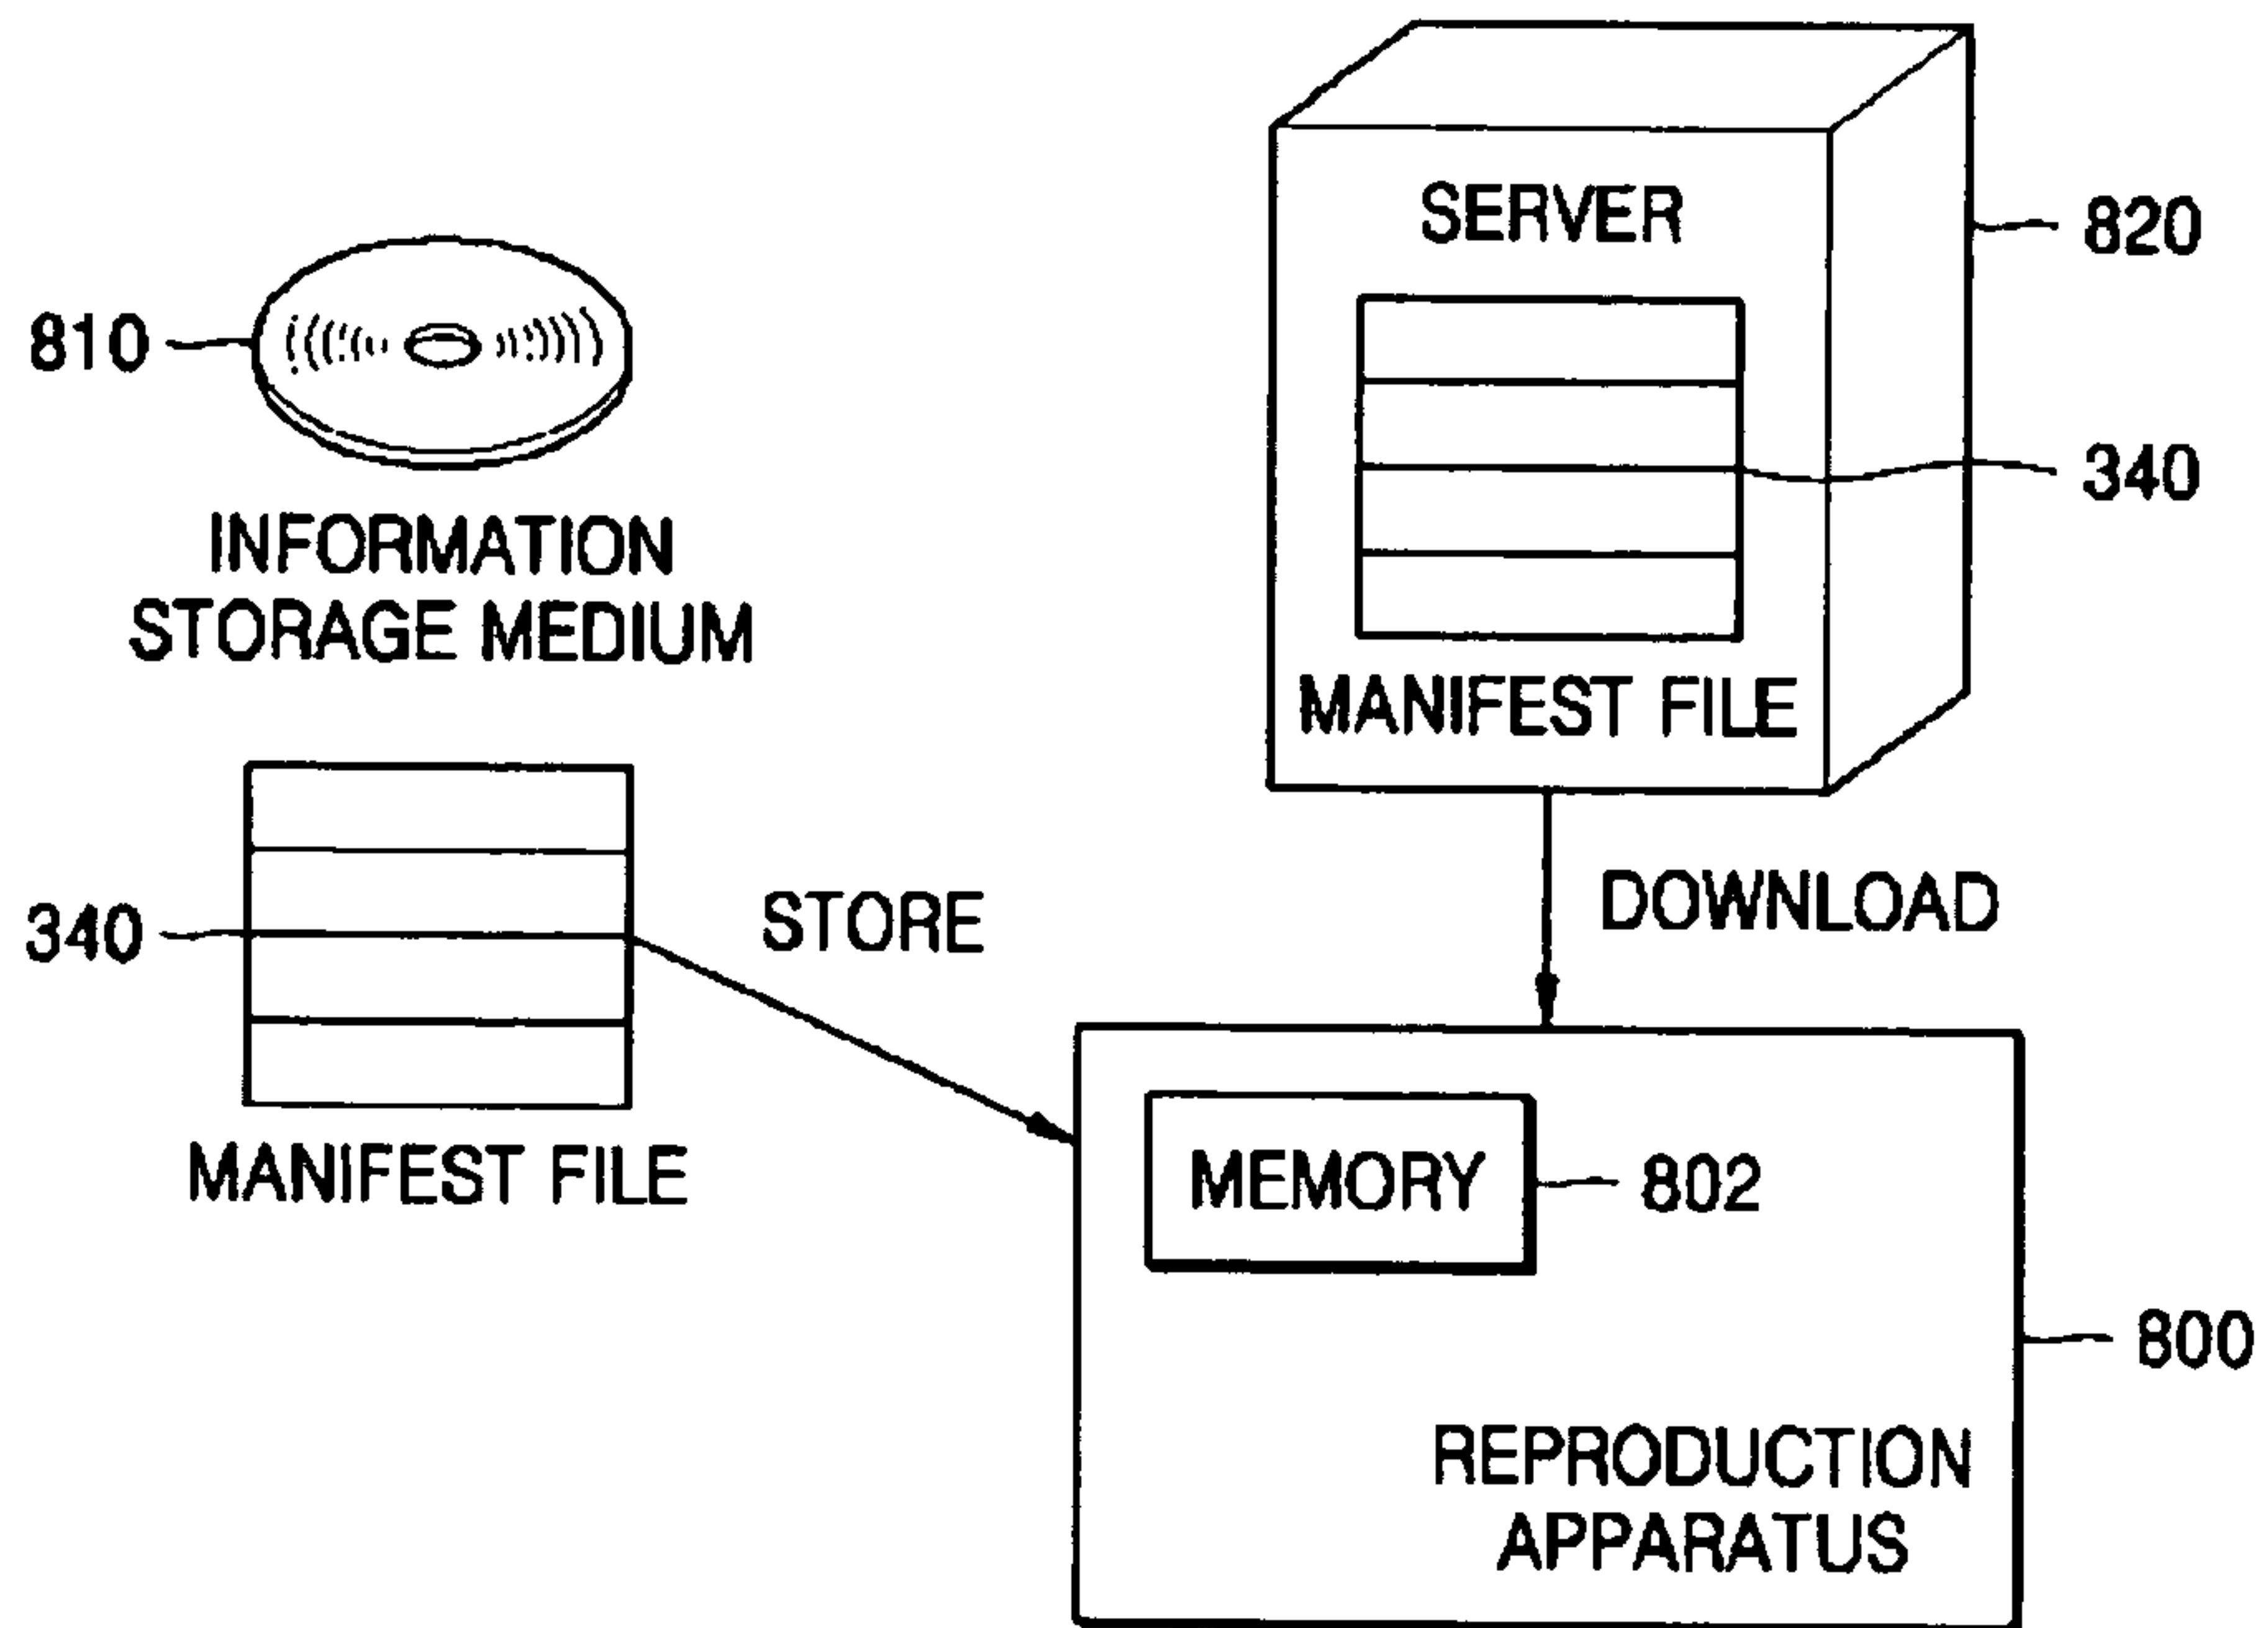 SERVER
820
810
340
INFORMATION
STORAGE MEDIUM
MANIFEST FILE
340
STORE
DOWNLOAD
MANIFEST FILE
MEMORY
802
800
REPRODUCTION
APPARATUS